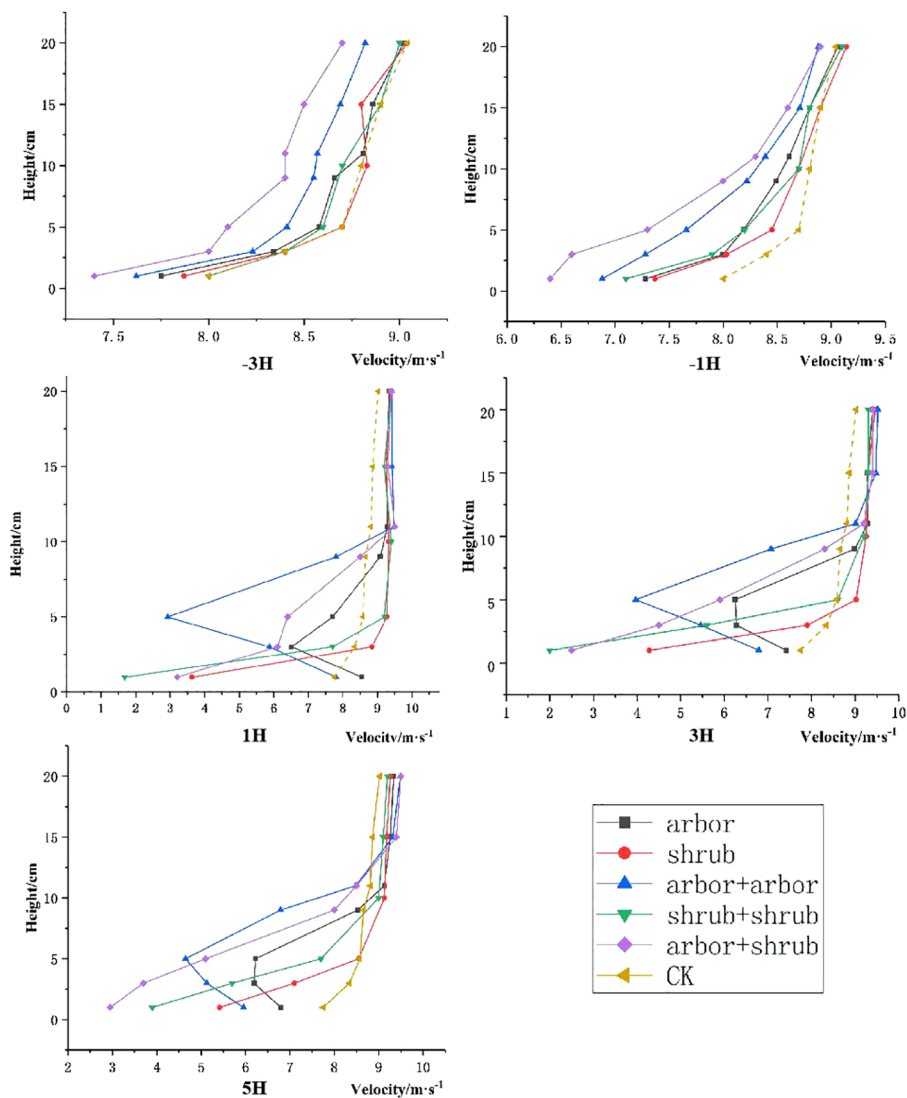 20
15
10
5
0
Height/cm
7.5 8.0 8.5 9.0
-3H Velocity/m·s⁻¹
20
15
10
5
0
Height/cm
6.0 6.5 7.0 7.5 8.0 8.5 9.0 9.5
-1H Velocity/m·s⁻¹
20
15
10
5
0
Height/cm
0 1 2 3 4 5 6 7 8 9 10
1H Velocity/m·s⁻¹
20
15
10
5
0
Height/cm
1 2 3 4 5 6 7 8 9 10
3H Velocity/m·s⁻¹
20
15
10
5
0
Height/cm
2 3 4 5 6 7 8 9 10
5H Velocity/m·s⁻¹
arbor
shrub
arbor+arbor
shrub+shrub
arbor+shrub
CK